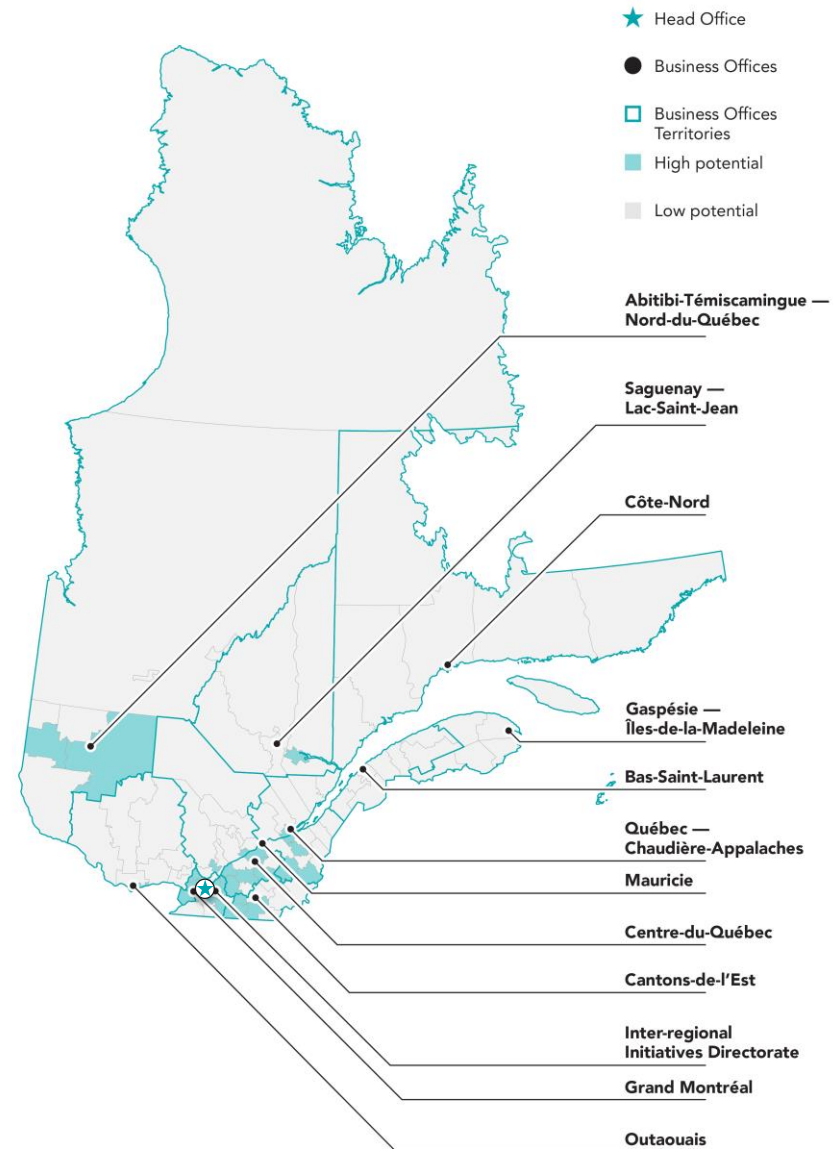 Head Office
Business Offices
Business Offices
Territories
High potential
Low potential
Abitibi-Témiscamingue —
Nord-du-Québec
Saguenay —
Lac-Saint-Jean
Côte-Nord
Gaspésie —
Îles-de-la-Madeleine
Bas-Saint-Laurent
Québec —
Chaudière-Appalaches
Mauricie
Centre-du-Québec
Cantons-de-l'Est
Inter-regional
Initiatives Directorate
Grand Montréal
Outaouais